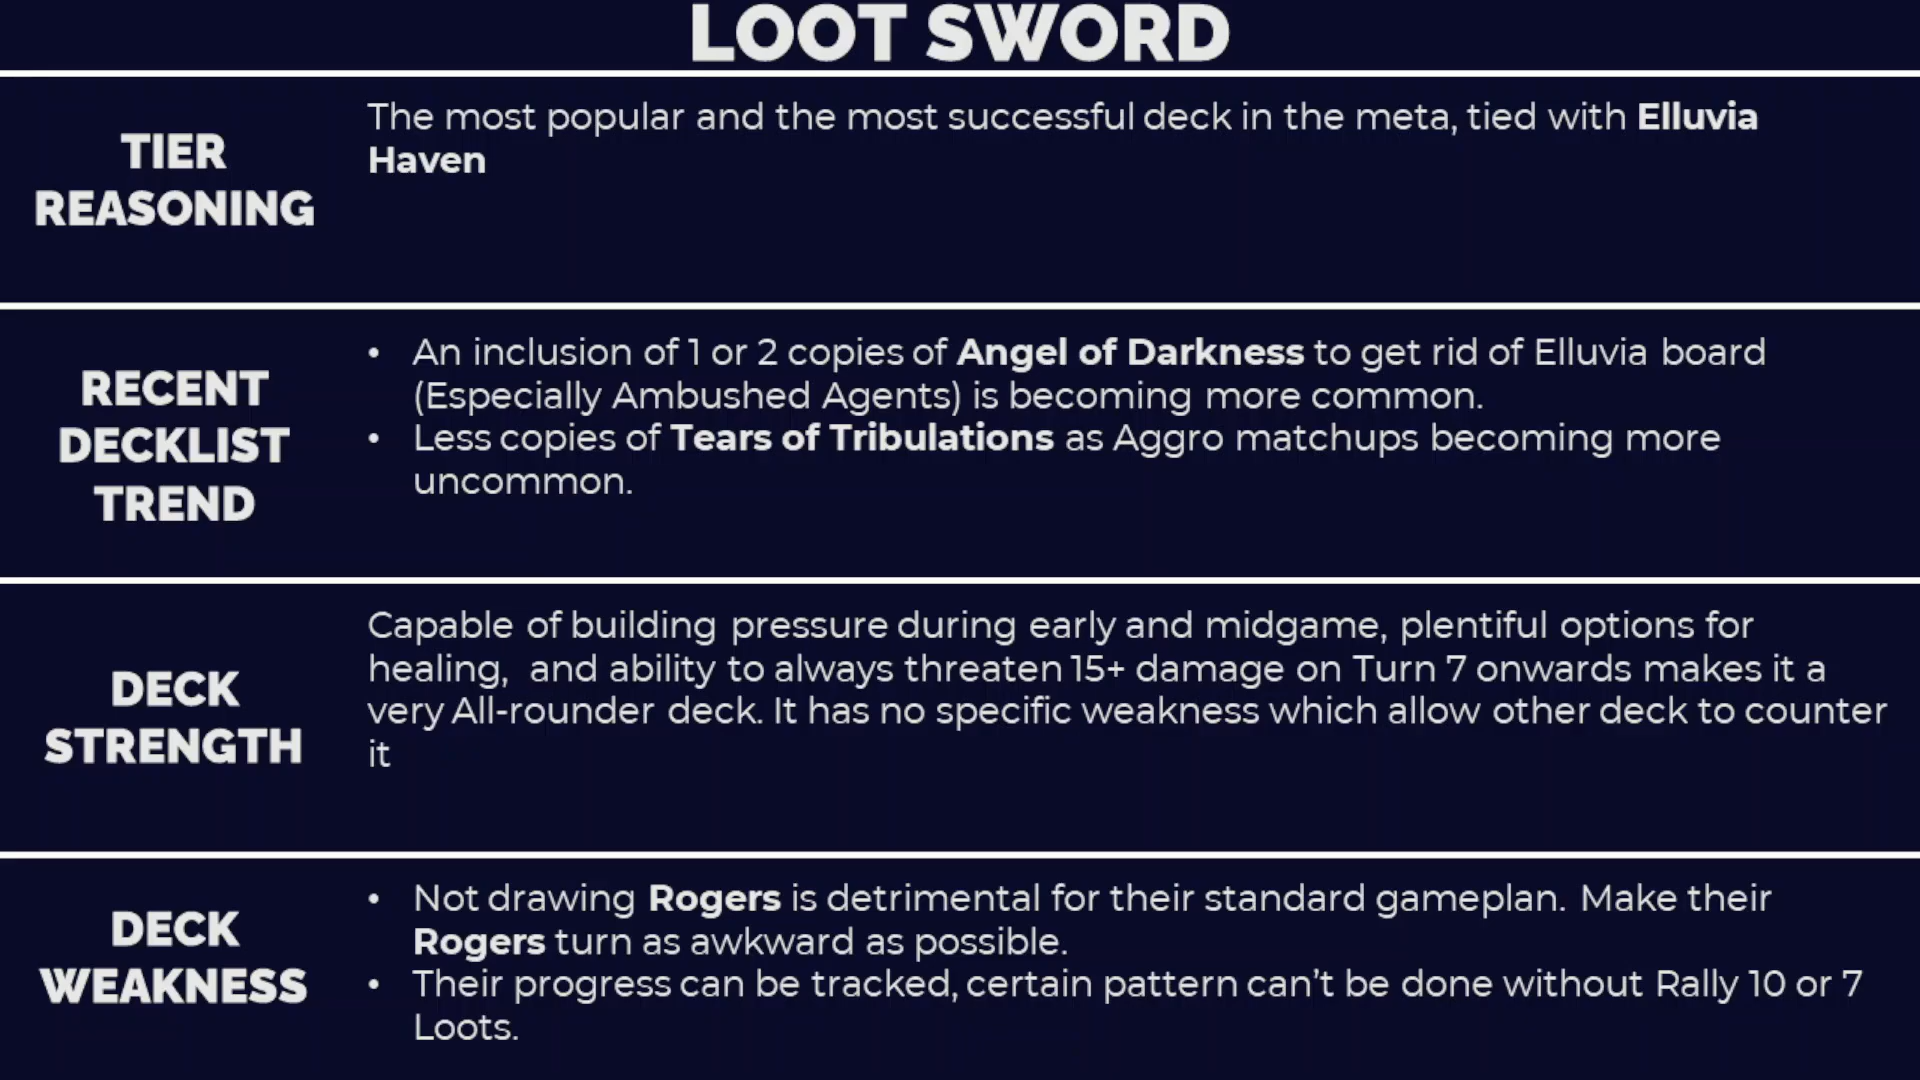 LOOT SWORD
TIER
REASONING
The most popular and the most successful deck in the meta, tied with Elluvia
Haven
RECENT
DECKLIST
TREND
• An inclusion of 1 or 2 copies of Angel of Darkness to get rid of Elluvia board
(Especially Ambushed Agents) is becoming more common.
• Less copies of Tears of Tribulations as Aggro matchups becoming more
uncommon.
DECK
STRENGTH
Capable of building pressure during early and midgame, plentiful options for
healing, and ability to always threaten 15+ damage on Turn 7 onwards makes it a
very All-rounder deck. It has no specific weakness which allow other deck to counter
it
DECK
WEAKNESS
• Not drawing Rogers is detrimental for their standard gameplan. Make their
Rogers turn as awkward as possible.
• Their progress can be tracked, certain pattern can't be done without Rally 10 or 7
Loots.